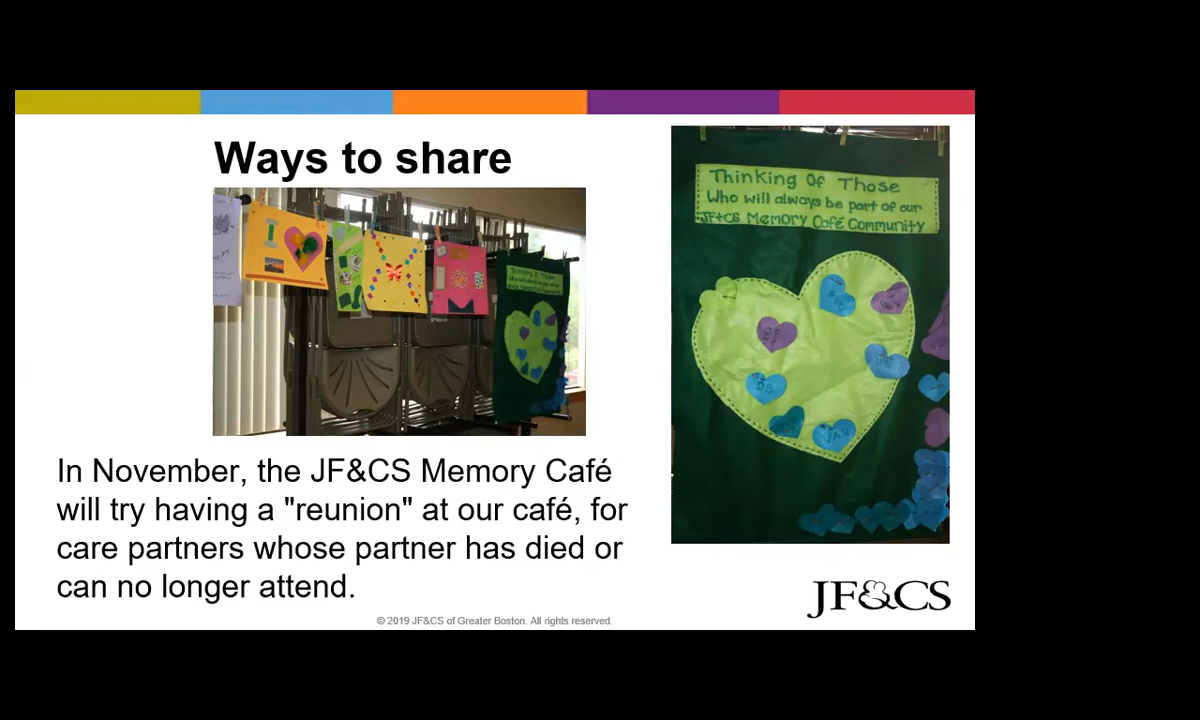 Ways to share
Thinking Of Those
Who will always be part of our
JF+CS Memory Café Community
I
DB
In November, the JF&CS Memory Café
will try having a "reunion" at our café, for
care partners whose partner has died or
can no longer attend.
JF&CS
© 2019 JF&CS of Greater Boston. All rights reserved.